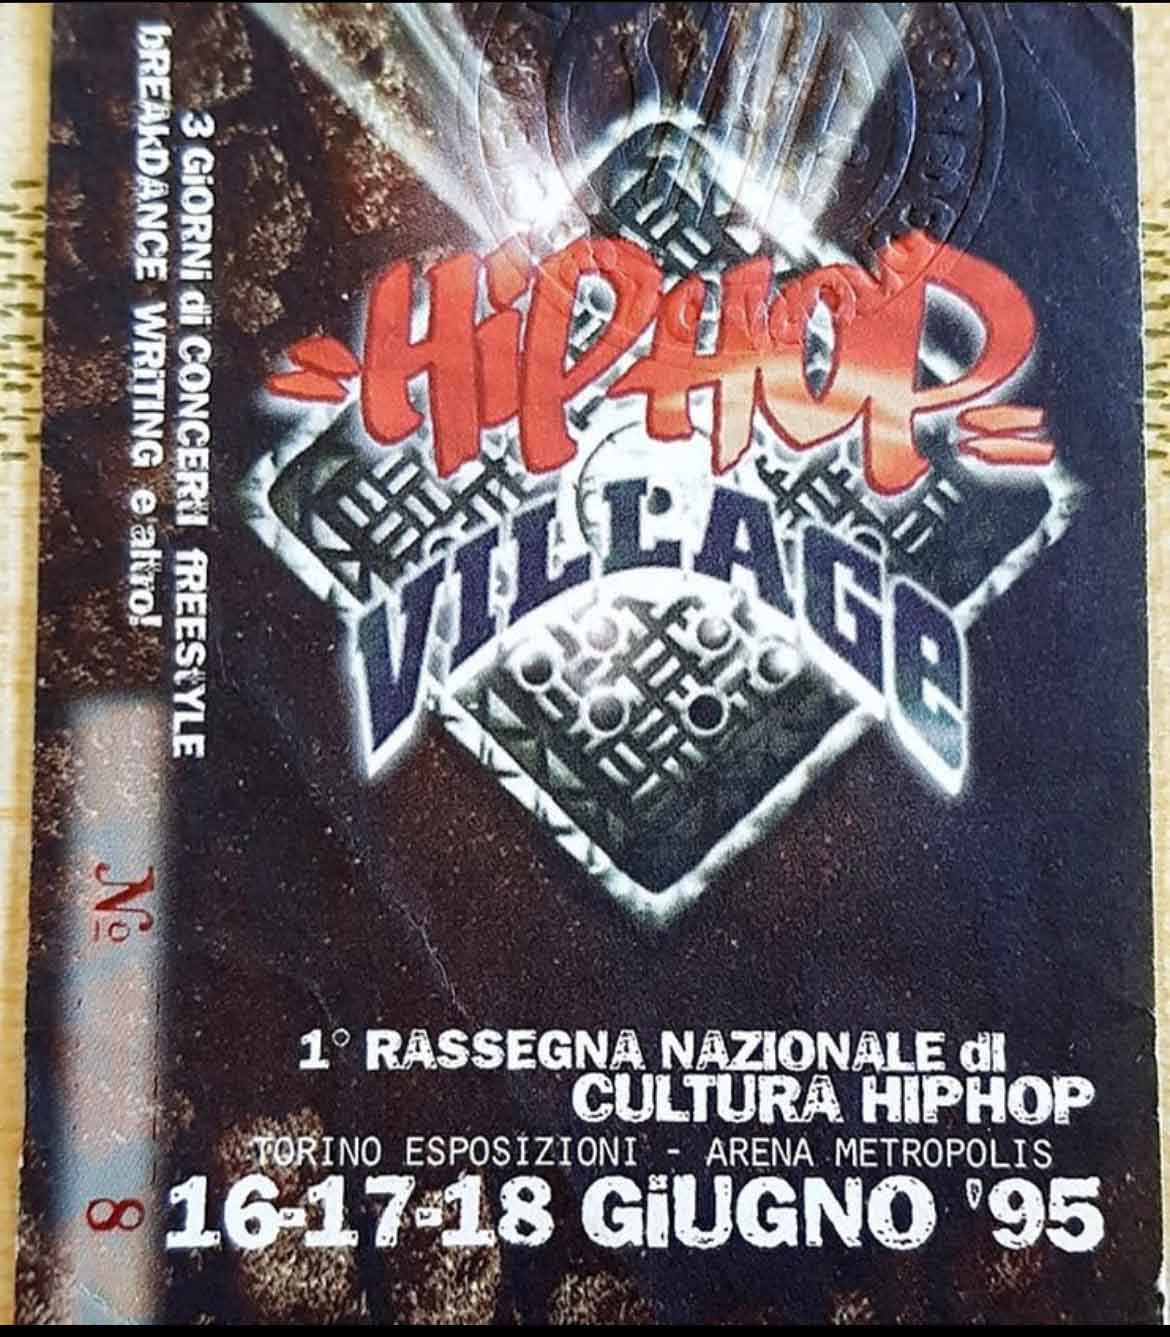 3 GiORNi di CONCERTI fREESTYLE
bREAKDANCE WRITING e altro!
HiPHOP
VILLAGE
Nº
8
1° RASSEGNA NAZIONALE di
CULTURA HIPHOP
TORINO ESPOSIZIONI - ARENA METROPOLIS
16-17-18 GiUGNO '95